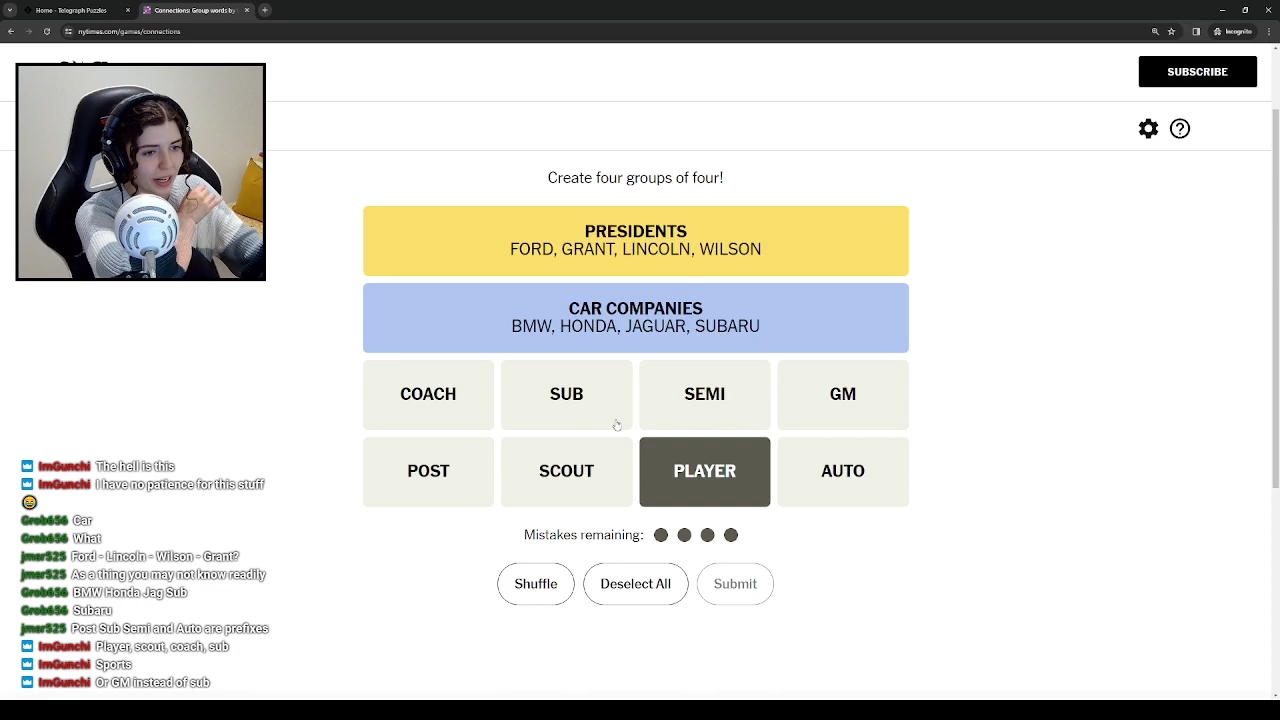 Home - Telegraph Puzzles
Connections: Group words by
nytimes.com/games/connections
Incognito
SUBSCRIBE
Create four groups of four!
PRESIDENTS
FORD, GRANT, LINCOLN, WILSON
CAR COMPANIES
BMW, HONDA, JAGUAR, SUBARU
COACH
SUB
SEMI
GM
POST
SCOUT
PLAYER
AUTO
Mistakes remaining:
Shuffle
Deselect All
Submit
ImGunchi The hell is this
ImGunchi I have no patience for this stuff
Grob656 Car
Grob656 What
jmer525 Ford - Lincoln - Wilson - Grant?
jmer525 As a thing you may not know readily
Grob656 BMW Honda Jag Sub
Grob656 Subaru
jmer525 Post Sub Semi and Auto are prefixes
ImGunchi Player, scout, coach, sub
ImGunchi Sports
ImGunchi Or GM instead of sub